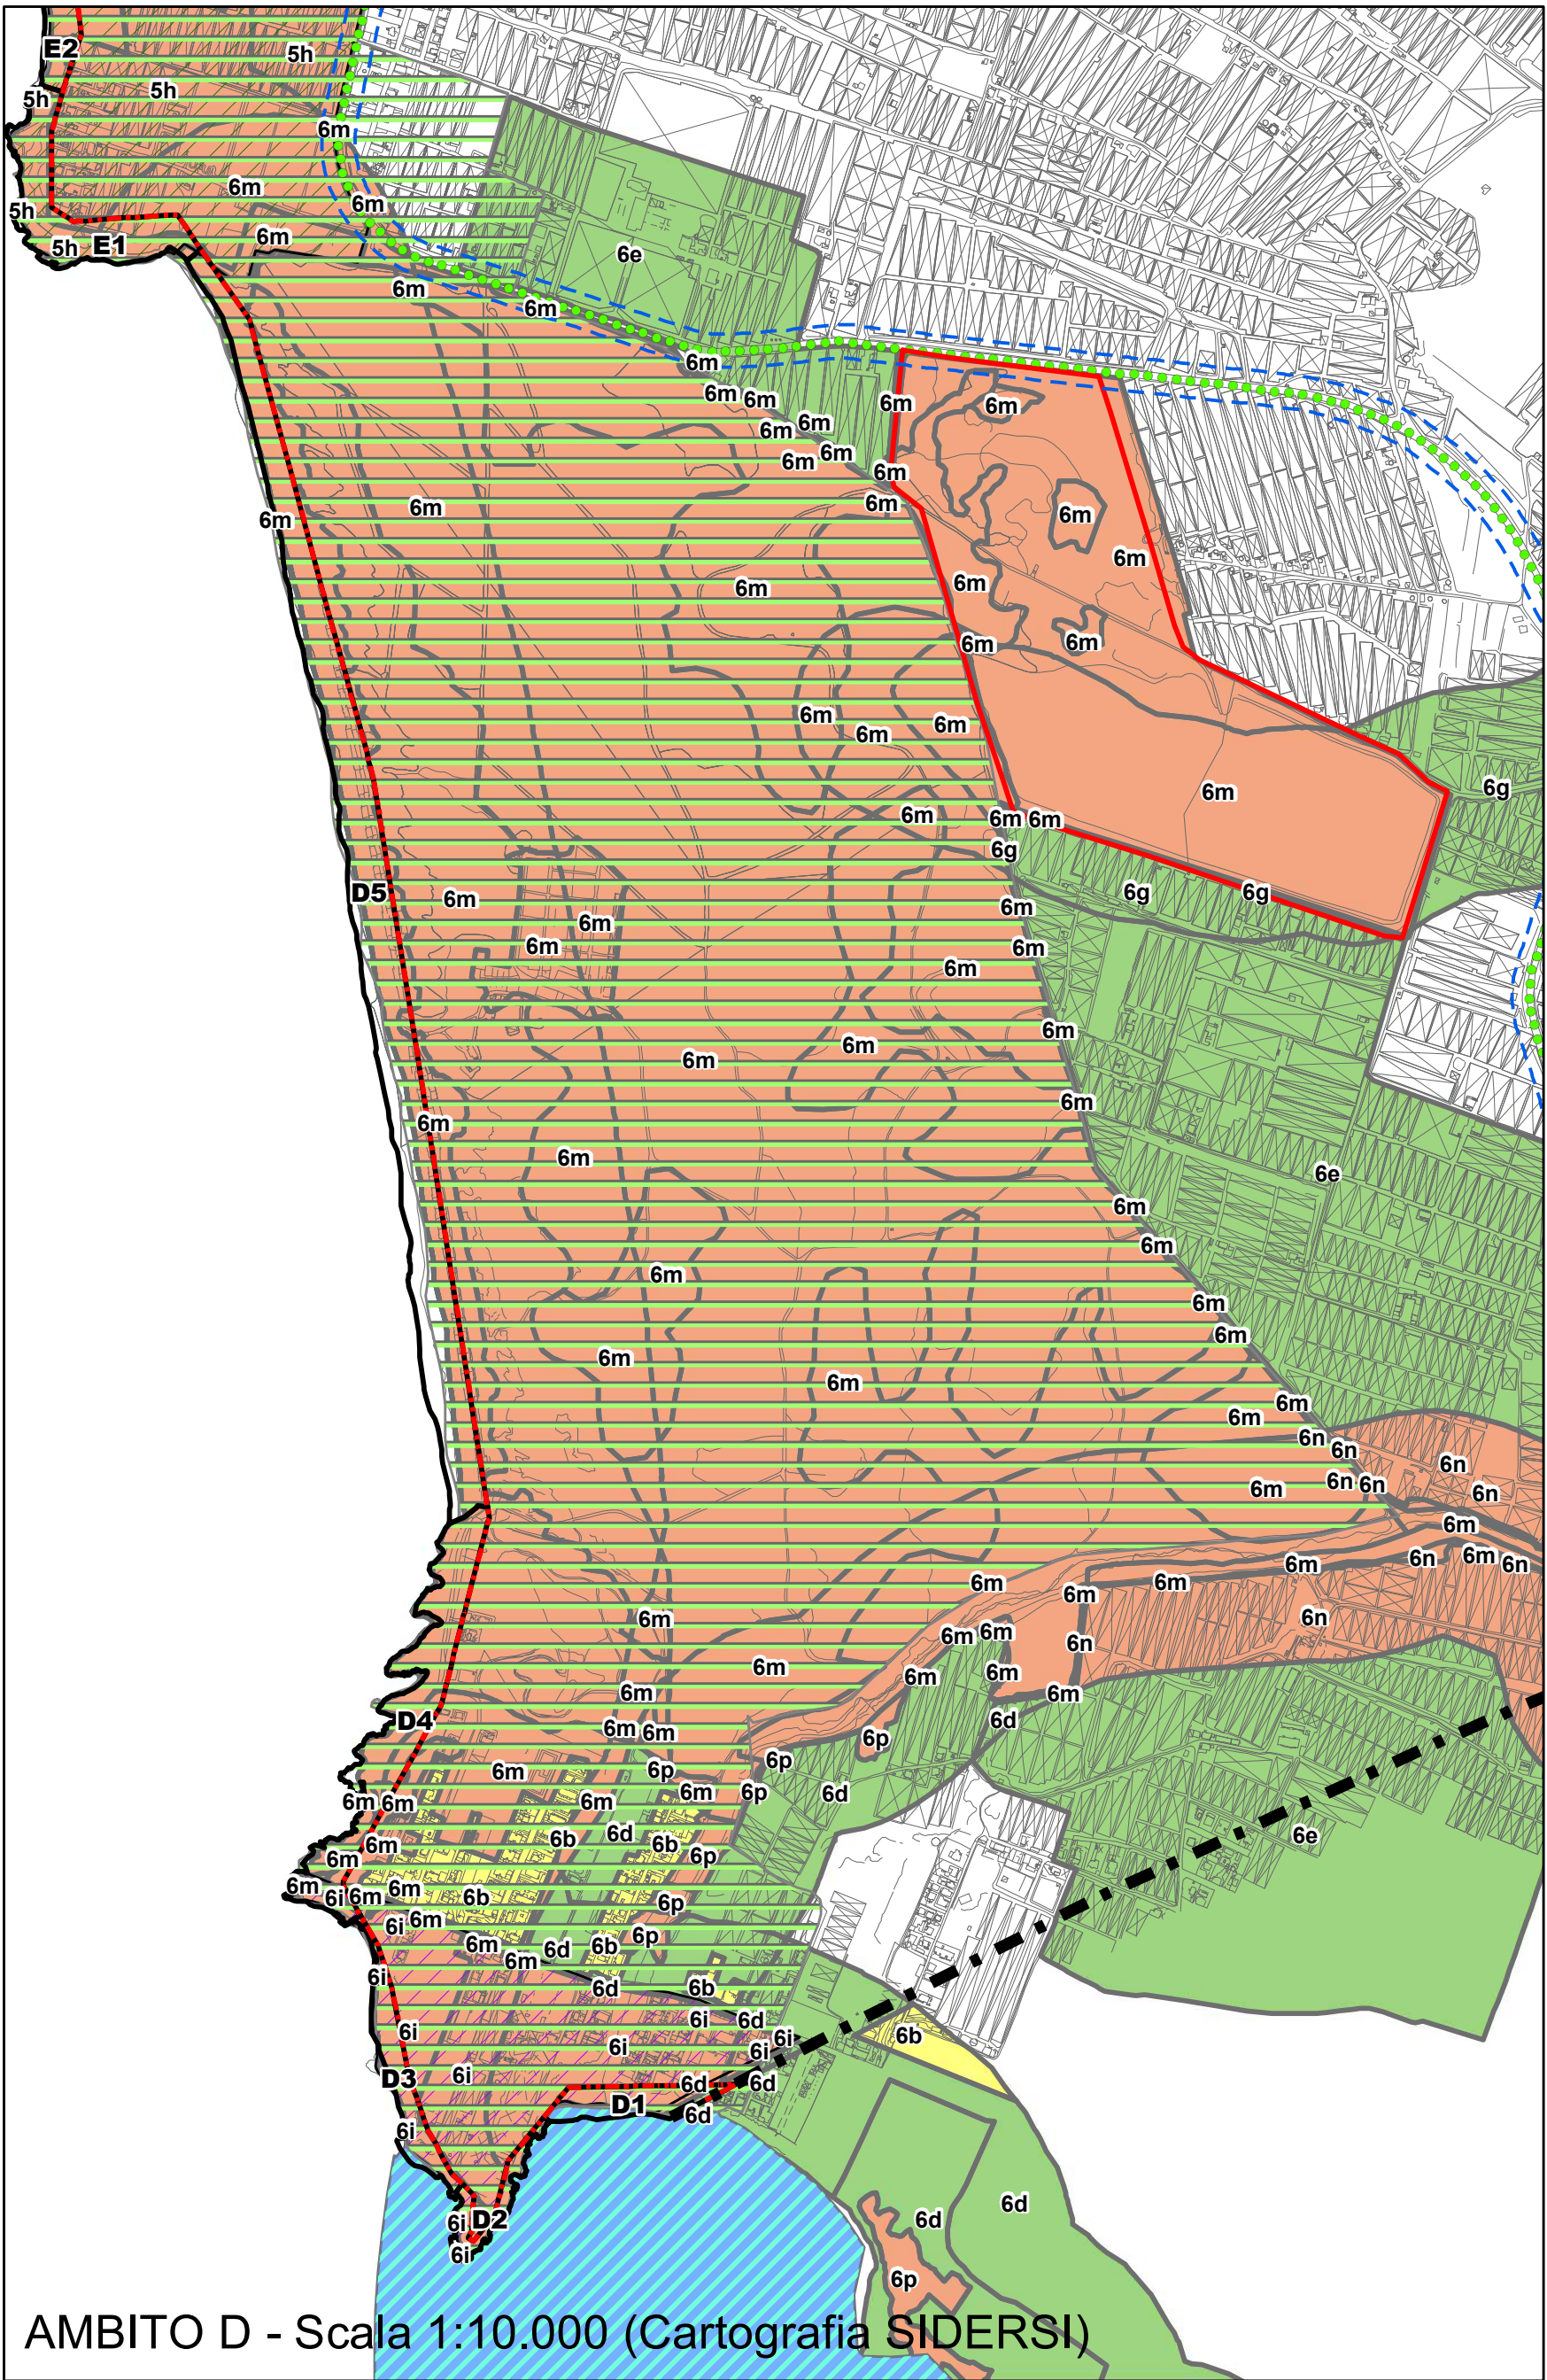 E2 5h
5h 5h
6m
6m
5h 6m
5h E1 6m
6e
6m
6m
6m
6m 6m 6m 6m
6m 6m
6m 6m
6m
6m 6m
6m 6m
6m
6m 6m
6m
6m 6m
6m 6m
6m
6m 6g
6m 6m 6m
6g
D5 6m 6g 6g
6m
6m
6m 6m
6m
6m
6m
6m
6m
6m
6m 6e
6m
6m
6m
6m
6m
6m
6m
6m
6m 6n
6n
6n
6m 6n 6n 6n
6m
6m 6n 6m 6n
6m 6m
6m
6m 6n
6m 6m 6n
6m 6m
6m
6m 6m
D4 6d
6m 6m
6p
6m 6p 6p
6m 6m 6m 6m 6p 6d
6b 6d 6b 6e
6m 6m 6p
6m 6i 6m 6m 6b 6p
6i 6m
6m 6m 6d 6b 6p
6i 6d 6b
6i 6i 6d
6i 6i 6i 6b
D3 6i 6d 6d
D1 6d
6i
6d 6d
6i D2
6i
6p
AMBITO D - Scala 1:10.000 (Cartografia SIDERSI)